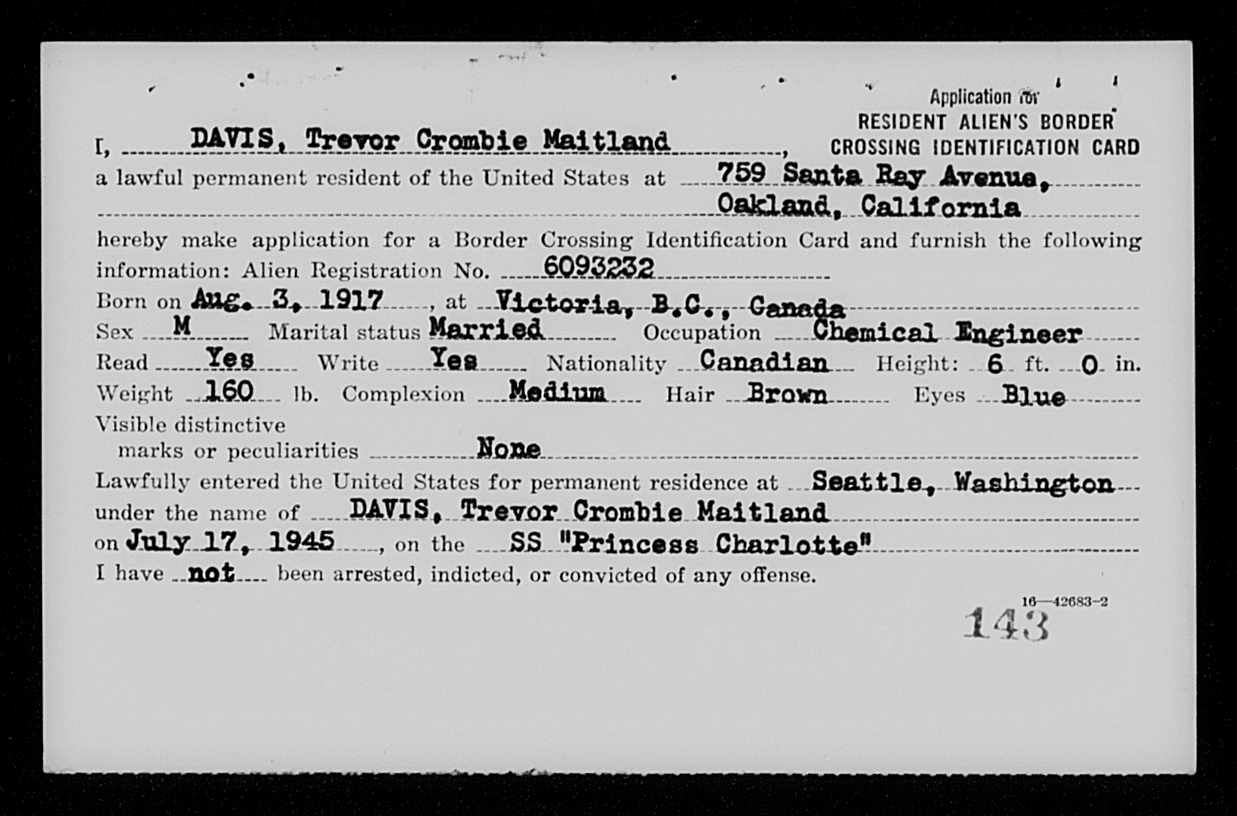 Application for
RESIDENT ALIEN'S BORDER
CROSSING IDENTIFICATION CARD
I, DAVIS, Trevor Crombie Maitland,
a lawful permanent resident of the United States at 759 Santa Ray Avenue,
Oakland, California
hereby make application for a Border Crossing Identification Card and furnish the following
information: Alien Registration No. 6093232
Born on Aug. 3, 1917, at Victoria, B.C., Canada
Sex M Marital status Married Occupation Chemical Engineer
Read Yes Write Yes Nationality Canadian Height: 6 ft. 0 in.
Weight 160 lb. Complexion Medium Hair Brown Eyes Blue
Visible distinctive
marks or peculiarities None
Lawfully entered the United States for permanent residence at Seattle, Washington
under the name of DAVIS, Trevor Crombie Maitland
on July 17, 1945, on the SS "Princess Charlotte"
I have not been arrested, indicted, or convicted of any offense.
16—42683-2
143